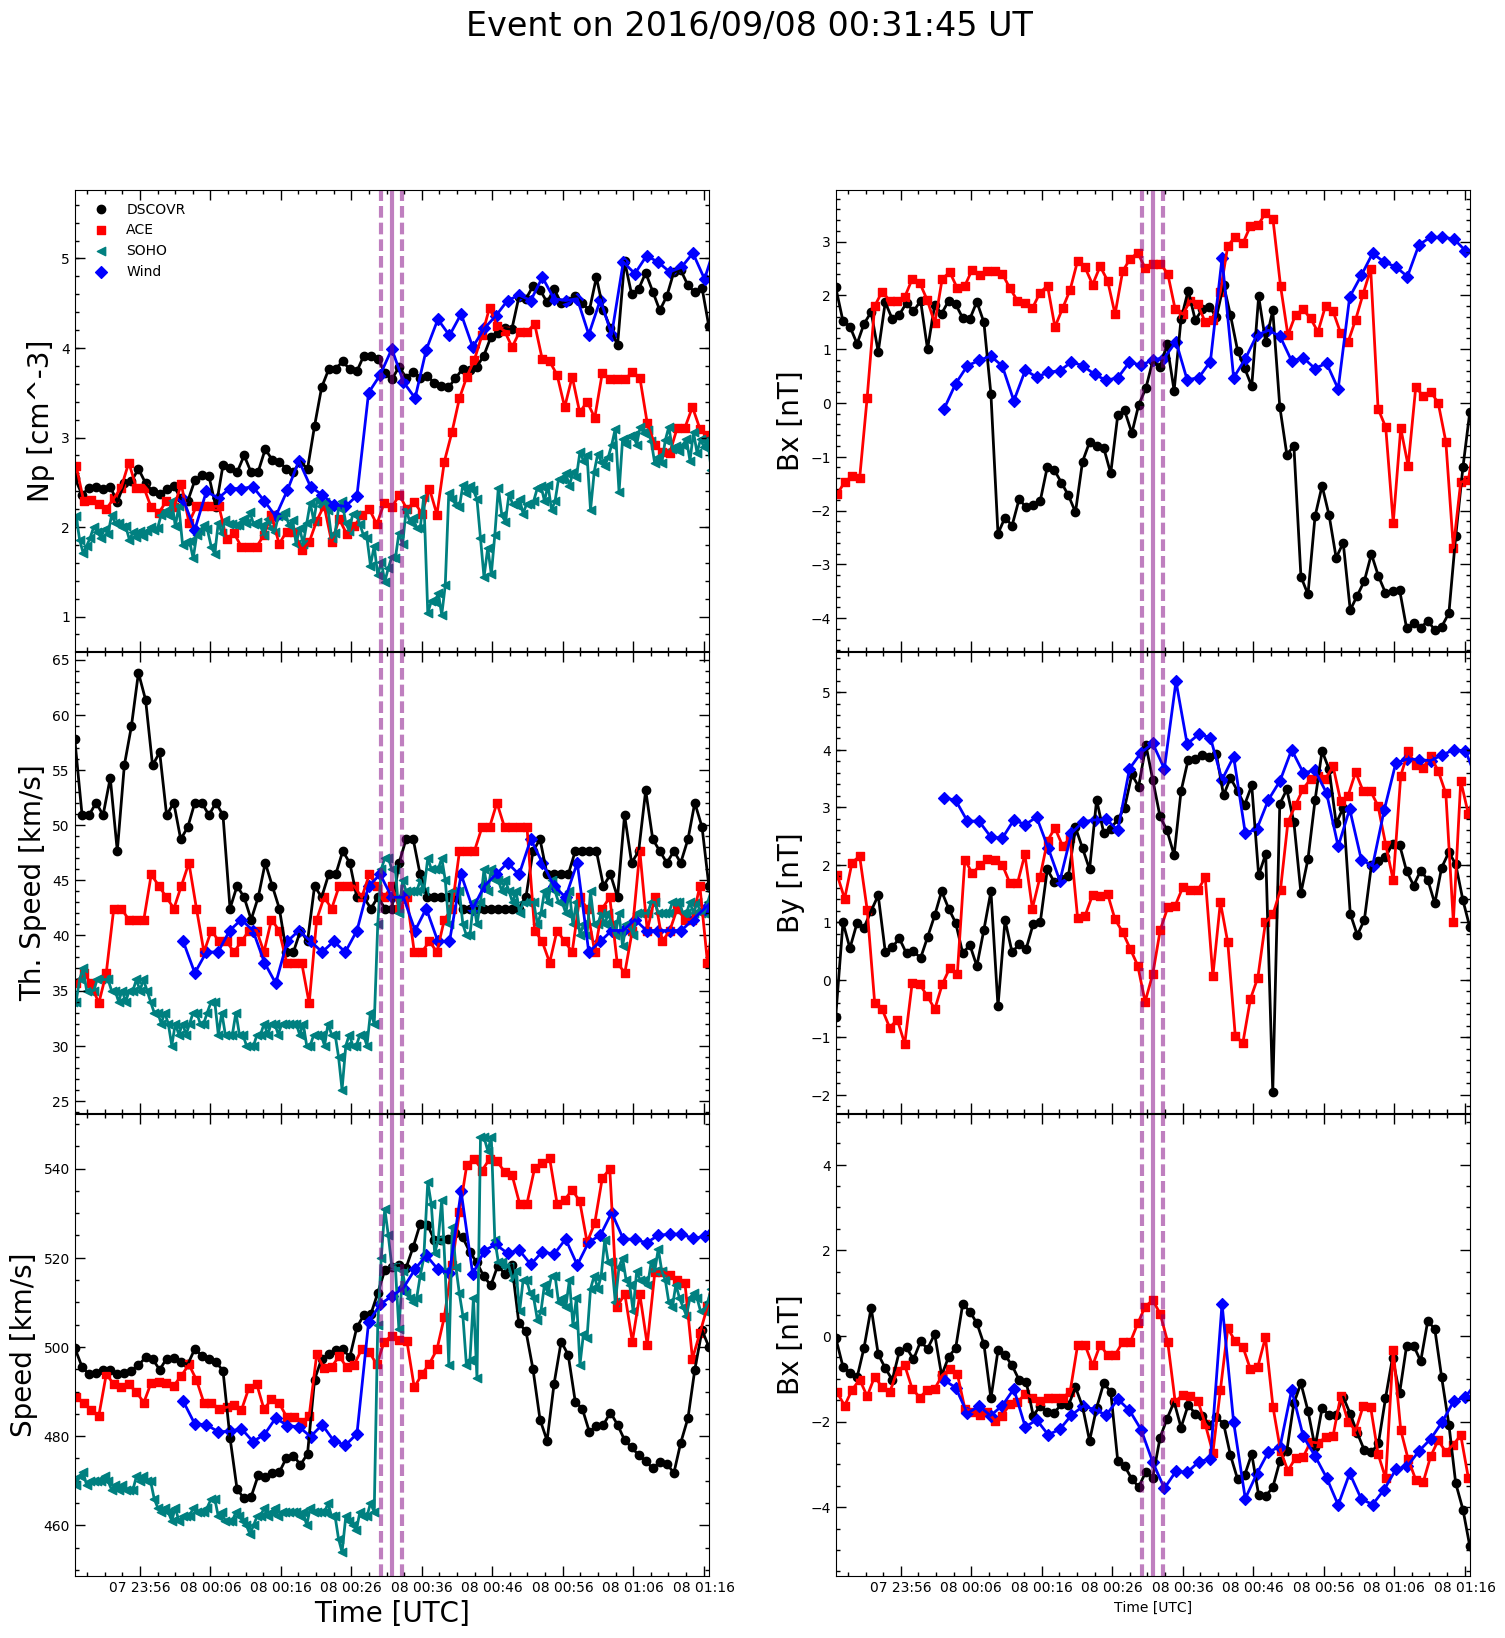 Event on 2016/09/08 00:31:45 UT
DSCOVR
ACE
SOHO
Wind
Np [cm^-3]
5
4
3
2
1
Bx [nT]
3
2
1
0
−1
−2
−3
−4
Th. Speed [km/s]
65
60
55
50
45
40
35
30
25
By [nT]
5
4
3
2
1
0
−1
−2
Speed [km/s]
540
520
500
480
460
Bx [nT]
4
2
0
−2
−4
07 23:56 08 00:06 08 00:16 08 00:26 08 00:36 08 00:46 08 00:56 08 01:06 08 01:16
Time [UTC]
07 23:56 08 00:06 08 00:16 08 00:26 08 00:36 08 00:46 08 00:56 08 01:06 08 01:16
Time [UTC]